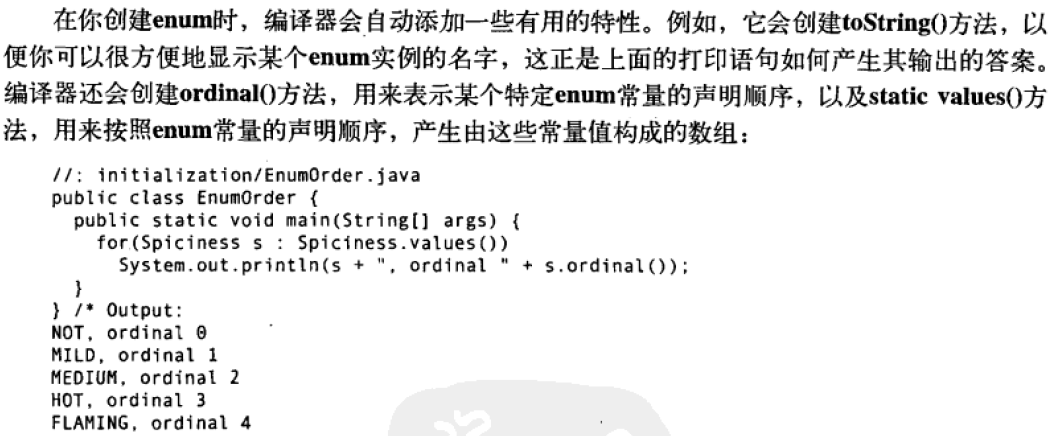 在你创建enum时，编译器会自动添加一些有用的特性。例如，它会创建toString()方法，以
便你可以很方便地显示某个enum实例的名字，这正是上面的打印语句如何产生其输出的答案。
编译器还会创建ordinal()方法，用来表示某个特定enum常量的声明顺序，以及static values()方
法，用来按照enum常量的声明顺序，产生由这些常量值构成的数组：
//: initialization/EnumOrder.java
public class EnumOrder {
  public static void main(String[] args) {
    for(Spiciness s : Spiciness.values())
      System.out.println(s + ", ordinal " + s.ordinal());
  }
} /* Output:
NOT, ordinal 0
MILD, ordinal 1
MEDIUM, ordinal 2
HOT, ordinal 3
FLAMING, ordinal 4